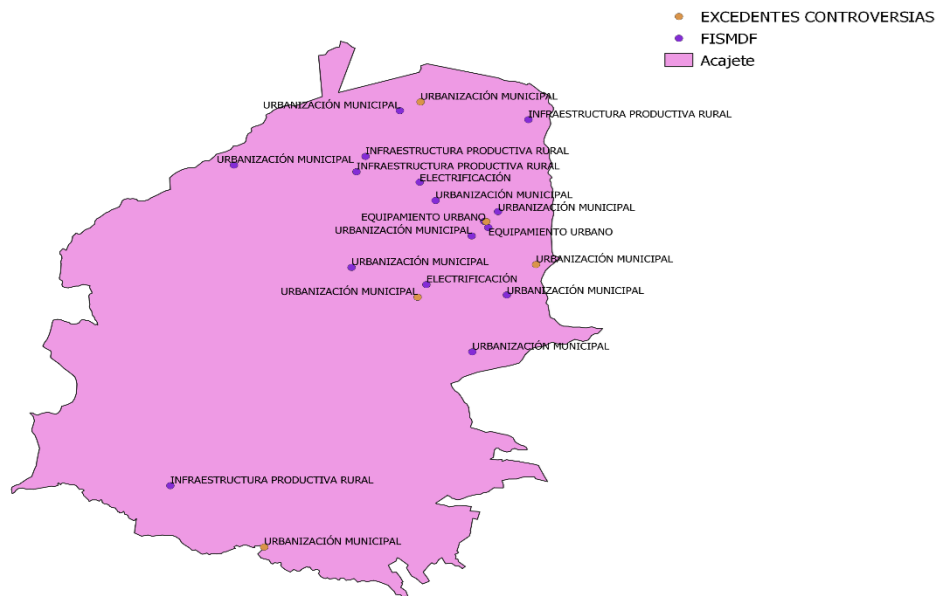 EXCEDENTES CONTROVERSIAS
FISMDF
Acajete
URBANIZACIÓN MUNICIPAL
URBANIZACIÓN MUNICIPAL
INFRAESTRUCTURA PRODUCTIVA RURAL
INFRAESTRUCTURA PRODUCTIVA RURAL
URBANIZACIÓN MUNICIPAL
INFRAESTRUCTURA PRODUCTIVA RURAL
ELECTRIFICACIÓN
URBANIZACIÓN MUNICIPAL
URBANIZACIÓN MUNICIPAL
EQUIPAMIENTO URBANO
URBANIZACIÓN MUNICIPAL
EQUIPAMIENTO URBANO
URBANIZACIÓN MUNICIPAL
URBANIZACIÓN MUNICIPAL
ELECTRIFICACIÓN
URBANIZACIÓN MUNICIPAL
URBANIZACIÓN MUNICIPAL
URBANIZACIÓN MUNICIPAL
INFRAESTRUCTURA PRODUCTIVA RURAL
URBANIZACIÓN MUNICIPAL